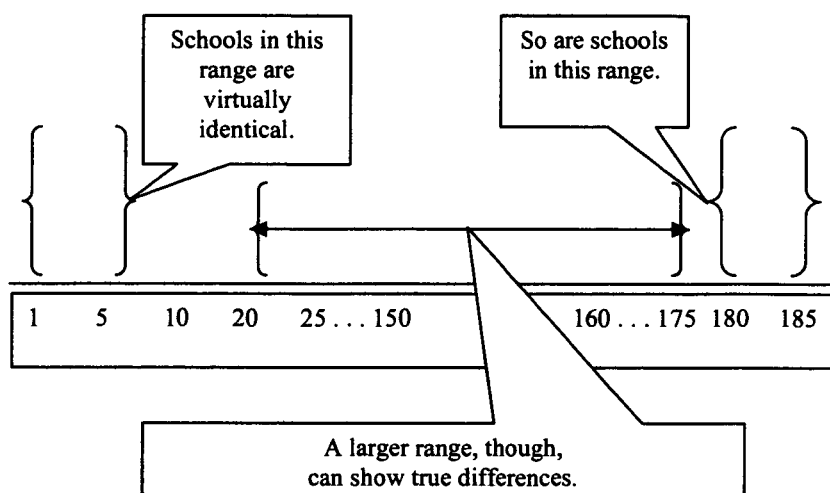 Schools in this
range are
virtually
identical.
So are schools
in this range.
1 5 10 20 25 . . . 150 160 . . . 175 180 185
A larger range, though,
can show true differences.